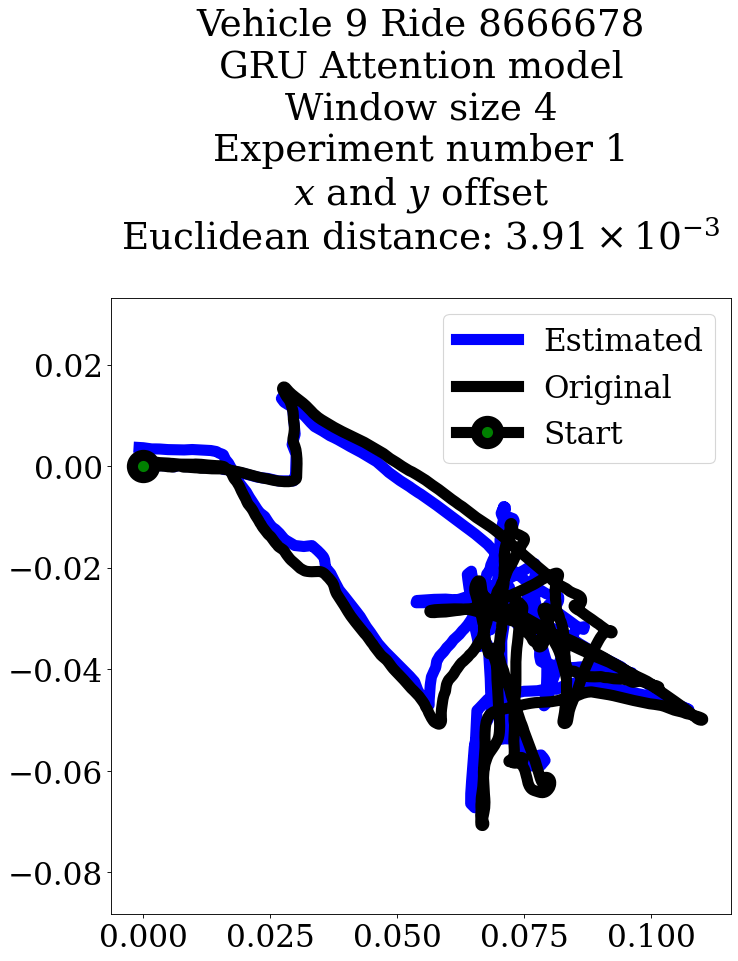 Vehicle 9 Ride 8666678
GRU Attention model
Window size 4
Experiment number 1
x and y offset
Euclidean distance: 3.91 × 10⁻³
Estimated
Original
Start
0.02
0.00
−0.02
−0.04
−0.06
−0.08
0.000 0.025 0.050 0.075 0.100